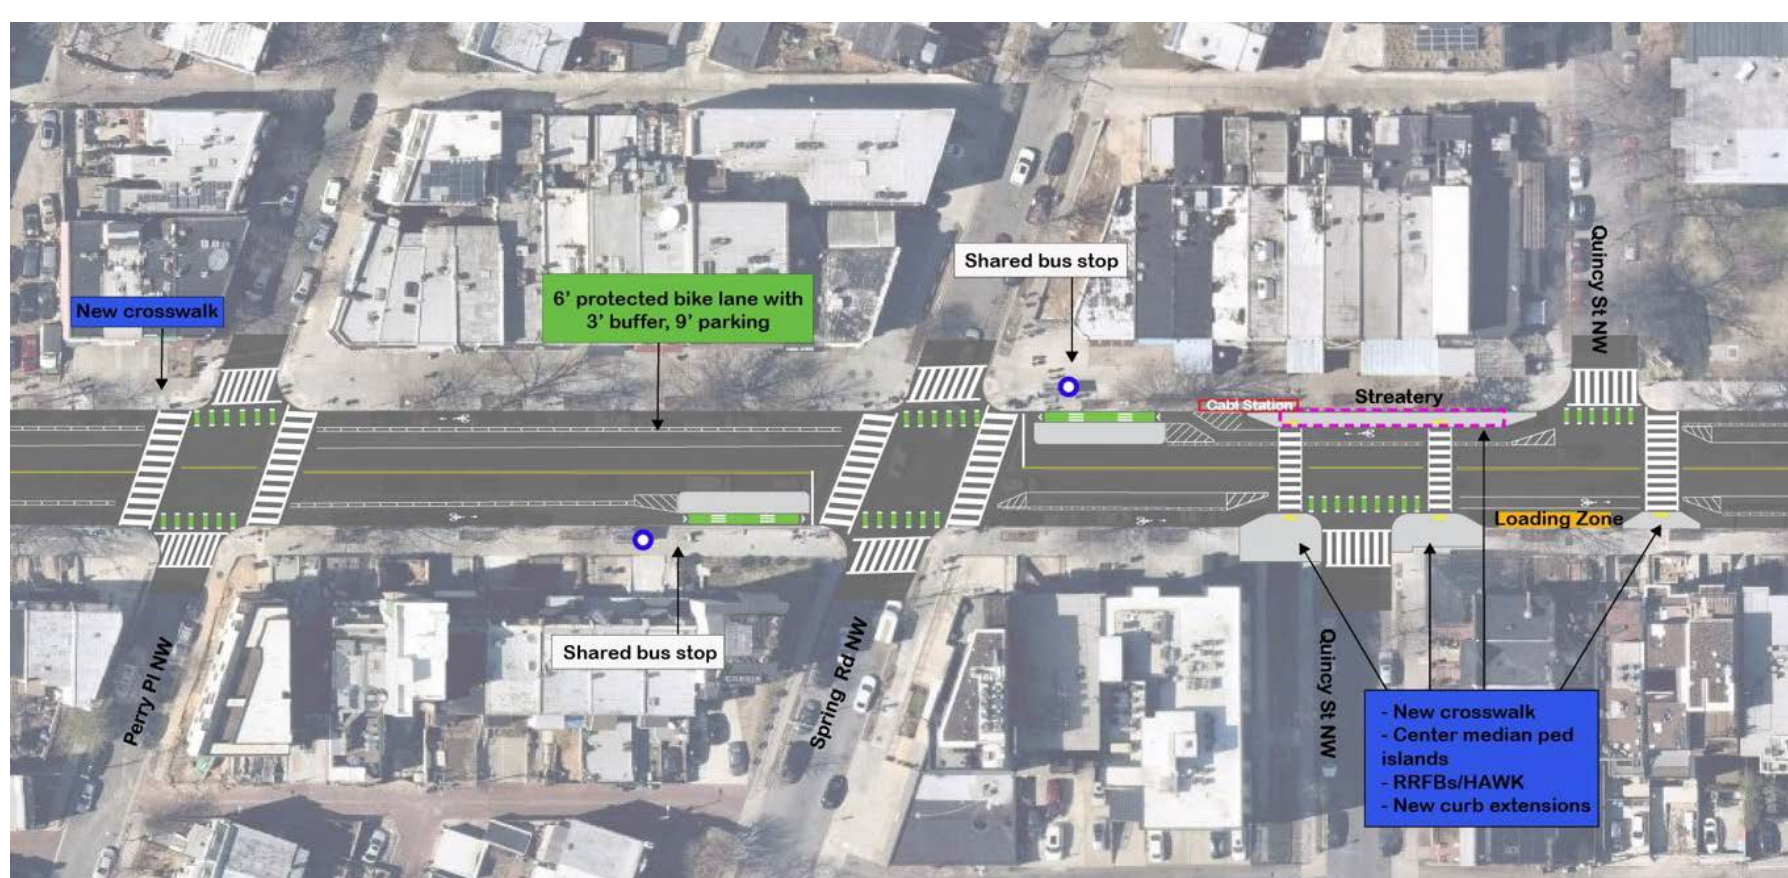 Quincy St NW
Shared bus stop
New crosswalk
6' protected bike lane with
3' buffer, 9' parking
Streatery
Cabi Station
Loading Zone
Shared bus stop
Perry Pl NW
Spring Rd NW
Quincy St NW
- New crosswalk
- Center median ped
islands
- RRFBs/HAWK
- New curb extensions